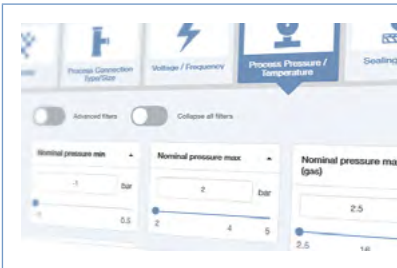 Process Connection
Type/Size
Voltage / Frequency
Process Pressure /
Temperature
Sealing
Advanced filters
Collapse all filters
Nominal pressure min
Nominal pressure max
Nominal pressure ma
(gas)
-1
bar
2
bar
2.5
-1
0.5
2
4
5
2.5
16